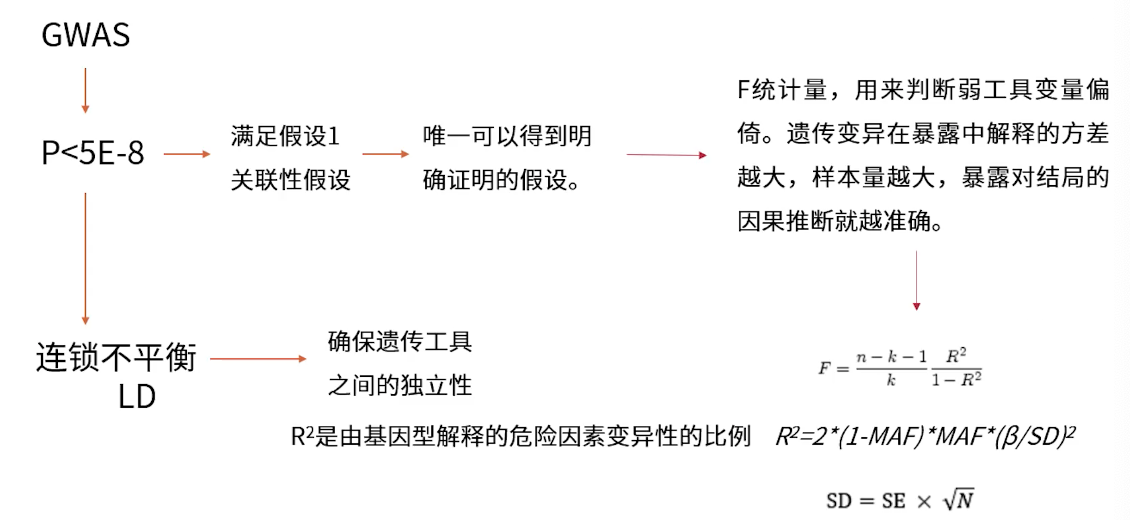 GWAS
P<5E-8
满足假设1
关联性假设
唯一可以得到明
确证明的假设。
F统计量，用来判断弱工具变量偏
倚。遗传变异在暴露中解释的方差
越大，样本量越大，暴露对结局的
因果推断就越准确。
连锁不平衡
LD
确保遗传工具
之间的独立性
F = \frac{n-k-1}{k} \frac{R²}{1-R²}
R²是由基因型解释的危险因素变异性的比例 R²=2*(1-MAF)*MAF*(β/SD)²
SD = SE × √N